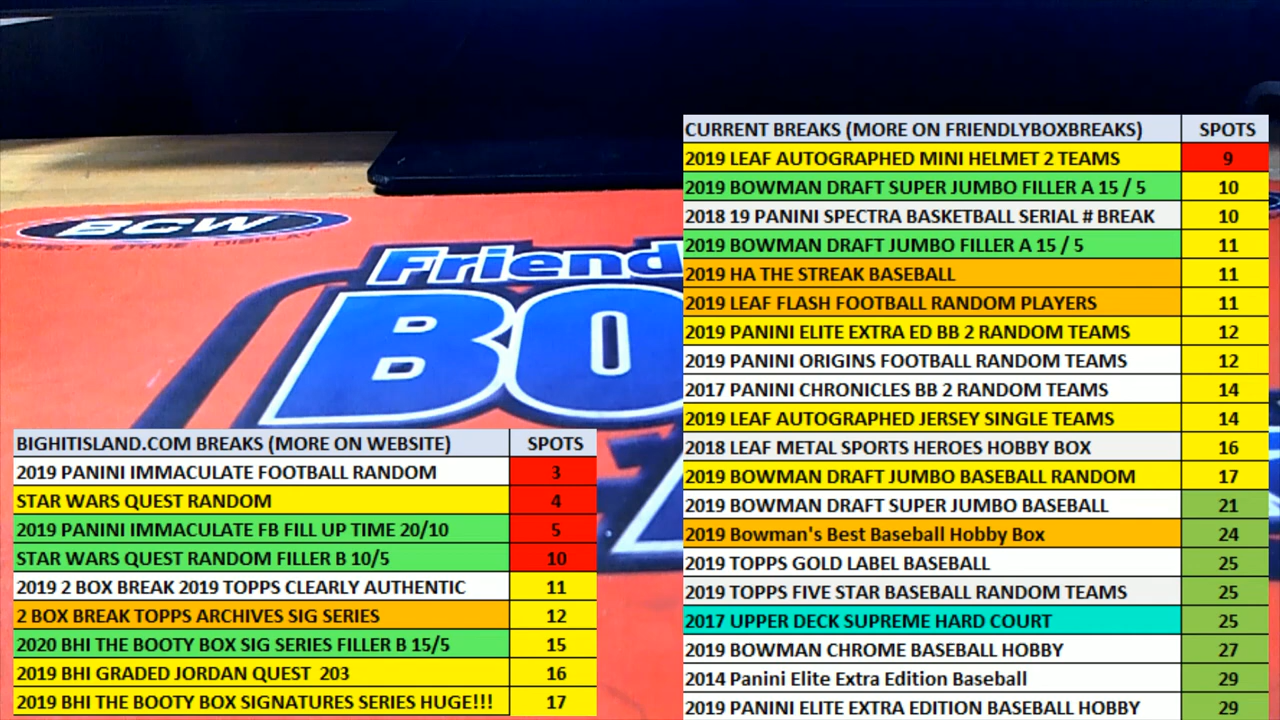 BCW
Friend
BO
BIGHITISLAND.COM BREAKS (MORE ON WEBSITE) SPOTS
2019 PANINI IMMACULATE FOOTBALL RANDOM 3
STAR WARS QUEST RANDOM 4
2019 PANINI IMMACULATE FB FILL UP TIME 20/10 5
STAR WARS QUEST RANDOM FILLER B 10/5 10
2019 2 BOX BREAK 2019 TOPPS CLEARLY AUTHENTIC 11
2 BOX BREAK TOPPS ARCHIVES SIG SERIES 12
2020 BHI THE BOOTY BOX SIG SERIES FILLER B 15/5 15
2019 BHI GRADED JORDAN QUEST 203 16
2019 BHI THE BOOTY BOX SIGNATURES SERIES HUGE!!! 17
CURRENT BREAKS (MORE ON FRIENDLYBOXBREAKS) SPOTS
2019 LEAF AUTOGRAPHED MINI HELMET 2 TEAMS 9
2019 BOWMAN DRAFT SUPER JUMBO FILLER A 15 / 5 10
2018 19 PANINI SPECTRA BASKETBALL SERIAL # BREAK 10
2019 BOWMAN DRAFT JUMBO FILLER A 15 / 5 11
2019 HA THE STREAK BASEBALL 11
2019 LEAF FLASH FOOTBALL RANDOM PLAYERS 11
2019 PANINI ELITE EXTRA ED BB 2 RANDOM TEAMS 12
2019 PANINI ORIGINS FOOTBALL RANDOM TEAMS 12
2017 PANINI CHRONICLES BB 2 RANDOM TEAMS 14
2019 LEAF AUTOGRAPHED JERSEY SINGLE TEAMS 14
2018 LEAF METAL SPORTS HEROES HOBBY BOX 16
2019 BOWMAN DRAFT JUMBO BASEBALL RANDOM 17
2019 BOWMAN DRAFT SUPER JUMBO BASEBALL 21
2019 Bowman's Best Baseball Hobby Box 24
2019 TOPPS GOLD LABEL BASEBALL 25
2019 TOPPS FIVE STAR BASEBALL RANDOM TEAMS 25
2017 UPPER DECK SUPREME HARD COURT 25
2019 BOWMAN CHROME BASEBALL HOBBY 27
2014 Panini Elite Extra Edition Baseball 29
2019 PANINI ELITE EXTRA EDITION BASEBALL HOBBY 29